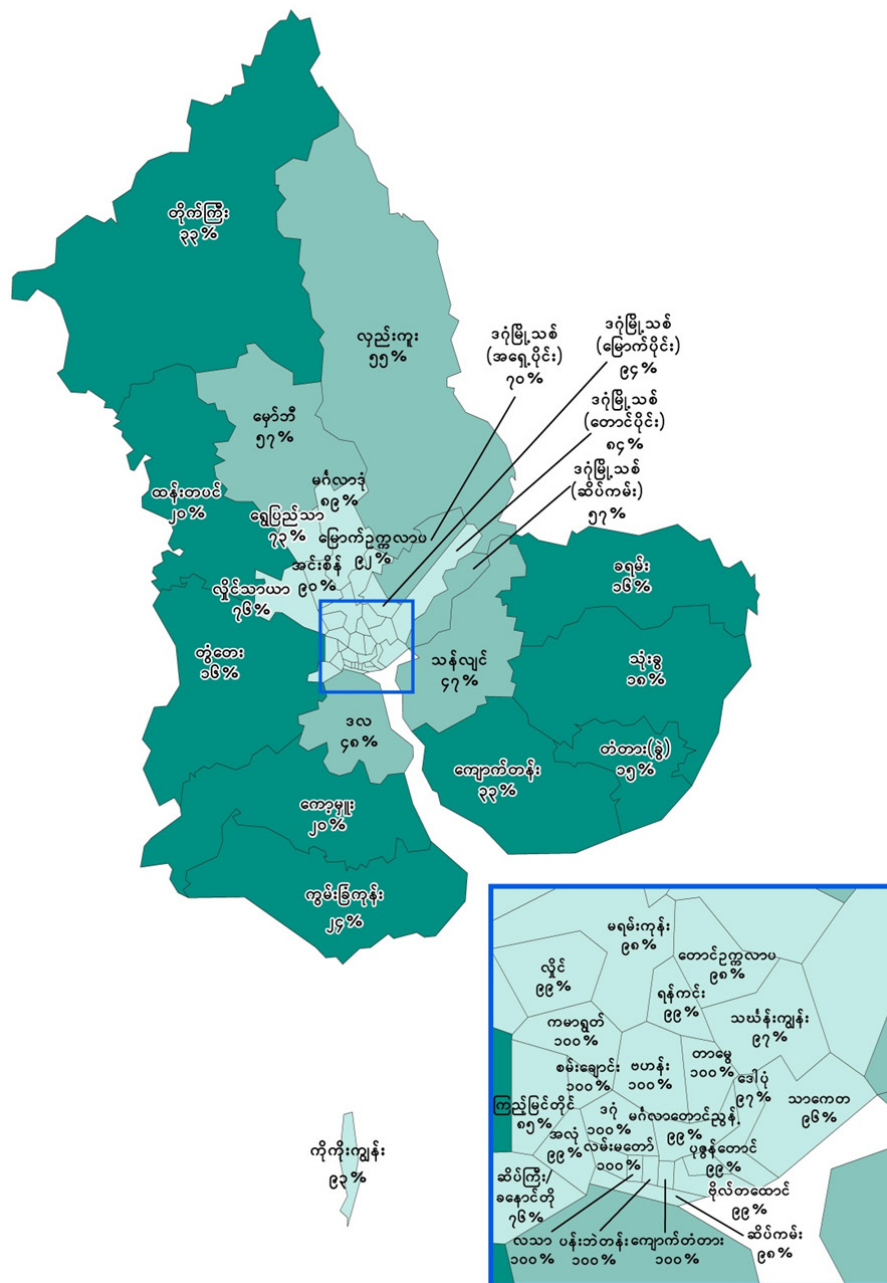 တိုက်ကြီး
၃၃%
လှည်းကူး
၅၅%
ဒဂုံမြို့သစ်
(အရှေ့ပိုင်း)
၇၀%
ဒဂုံမြို့သစ်
(မြောက်ပိုင်း)
၉၄%
ဒဂုံမြို့သစ်
(တောင်ပိုင်း)
၈၄%
ဒဂုံမြို့သစ်
(ဆိပ်ကမ်း)
၅၇%
မှော်ဘီ
၅၇%
မင်္ဂလာဒုံ
၈၉%
ထန်းတပင်
၂၀%
ရွှေပြည်သာ
၇၃%
မြောက်ဥက္ကလာပ
၉၂%
အင်းစိန်
၉၀%
လှိုင်သာယာ
၇၆%
ခရမ်း
၁၆%
တွံတေး
၁၆%
သန်လျင်
၄၇%
သုံးခွ
၁၈%
ဒလ
၄၈%
ကျောက်တန်း
၃၃%
တံတား(ခွဲ)
၁၅%
ကော့မှူး
၂၀%
ကွမ်းခြံကုန်း
၂၄%
ကိုကိုးကျွန်း
၉၃%
မရမ်းကုန်း
၉၈%
လှိုင်
၉၉%
တောင်ဥက္ကလာပ
၉၈%
ရန်ကင်း
၉၉%
ကမာရွတ်
၁၀၀%
သင်္ဃန်းကျွန်း
၉၇%
စမ်းချောင်း
၁၀၀%
ဗဟန်း
၁၀၀%
တာမွေ
၁၀၀%
ဒေါပုံ
၉၇%
သာကေတ
၉၆%
ကြည့်မြင်တိုင်
၈၅%
ဒဂုံ
၁၀၀%
မင်္ဂလာတောင်ညွန့်
၉၉%
အလုံ
၉၉%
လမ်းမတော်
၁၀၀%
ပုဇွန်တောင်
၉၉%
ဆိပ်ကြီး/
ခနောင်တို
၇၆%
ဗိုလ်တထောင်
၉၉%
လသာ
၁၀၀%
ပန်းဘဲတန်း
၁၀၀%
ကျောက်တံတား
၁၀၀%
ဆိပ်ကမ်း
၉၈%